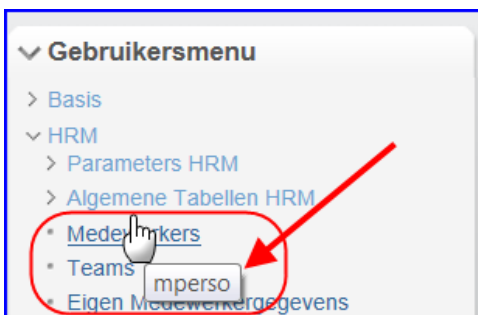 Gebruikersmenu
Basis
HRM
Parameters HRM
Algemene Tabellen HRM
Medewerkers
Teams
mperso
Eigen Medewerkergegevens